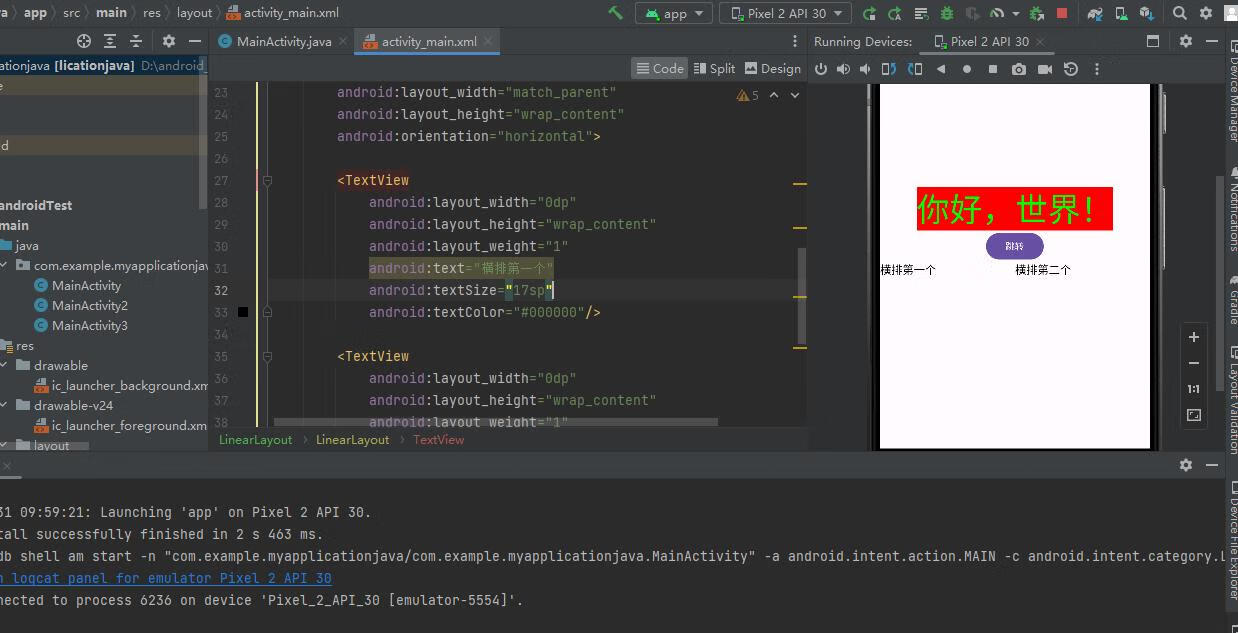 app src main res layout activity_main.xml
app Pixel 2 API 30
MainActivity.java activity_main.xml
Running Devices: Pixel 2 API 30
ationjava [licationjava] D:\android_
Code Split Design
23 android:layout_width="match_parent"
24 android:layout_height="wrap_content"
25 android:orientation="horizontal">
26
27 <TextView
28 android:layout_width="0dp"
29 android:layout_height="wrap_content"
30 android:layout_weight="1"
31 android:text="横排第一个"
32 android:textSize="17sp"
33 android:textColor="#000000"/>
34
35 <TextView
36 android:layout_width="0dp"
37 android:layout_height="wrap_content"
38 android:layout_weight="1"
5
androidTest
main
java
com.example.myapplicationjav
MainActivity
MainActivity2
MainActivity3
res
drawable
ic_launcher_background.xm
drawable-v24
ic_launcher_foreground.xm
layout
LinearLayout LinearLayout TextView
你好，世界！
跳转
横排第一个 横排第二个
1:1
Device Manager
Notifications
Gradle
Layout Validation
Device File Explorer
31 09:59:21: Launching 'app' on Pixel 2 API 30.
tall successfully finished in 2 s 463 ms.
db shell am start -n "com.example.myapplicationjava/com.example.myapplicationjava.MainActivity" -a android.intent.action.MAIN -c android.intent.category.L
n logcat panel for emulator Pixel 2 API 30
nected to process 6236 on device 'Pixel_2_API_30 [emulator-5554]'.